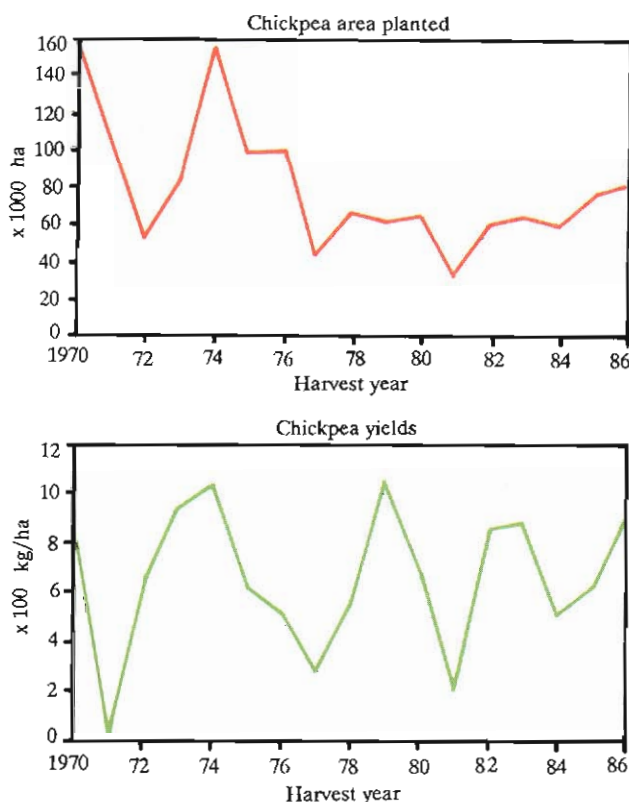 Chickpea area planted
160
140
120
100
80
60
40
20
0
x 1000 ha
1970 72 74 76 78 80 82 84 86
Harvest year
Chickpea yields
12
10
8
6
4
2
0
x 100 kg/ha
1970 72 74 76 78 80 82 84 86
Harvest year